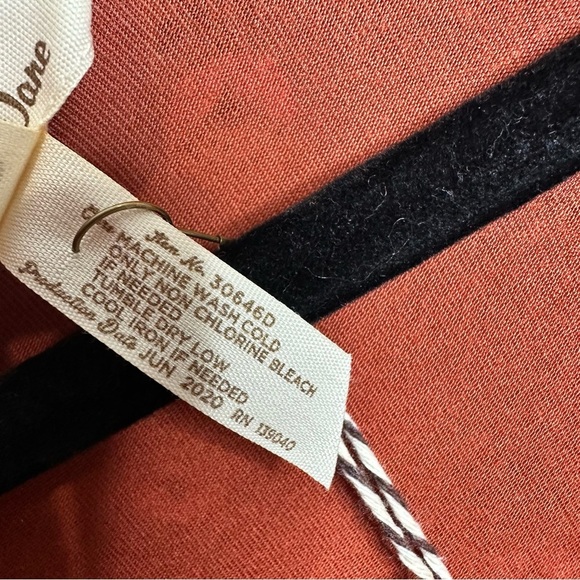 Jane
Item No. 30646D
Care MACHINE WASH COLD
ONLY NON CHLORINE BLEACH
IF NEEDED
TUMBLE DRY LOW
COOL IRON IF NEEDED
Production Date JUN 2020 RN 139040